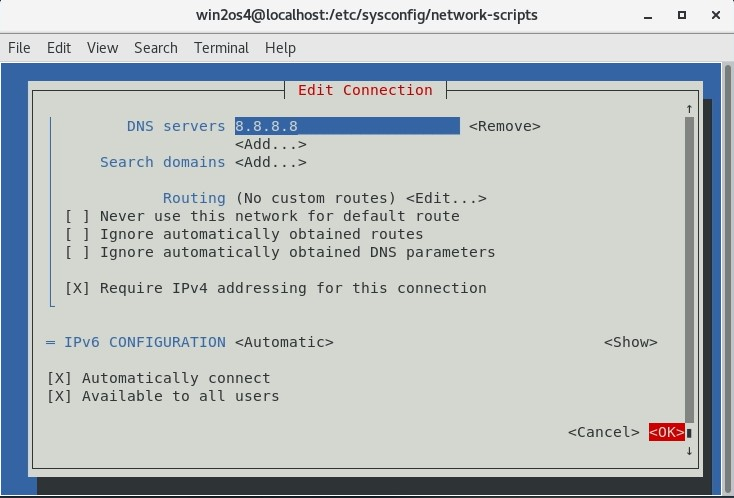 win2os4@localhost:/etc/sysconfig/network-scripts
File Edit View Search Terminal Help
Edit Connection
DNS servers 8.8.8.8 <Remove>
<Add...>
Search domains <Add...>
Routing (No custom routes) <Edit...>
[ ] Never use this network for default route
[ ] Ignore automatically obtained routes
[ ] Ignore automatically obtained DNS parameters
[X] Require IPv4 addressing for this connection
= IPv6 CONFIGURATION <Automatic> <Show>
[X] Automatically connect
[X] Available to all users
<Cancel> <OK>